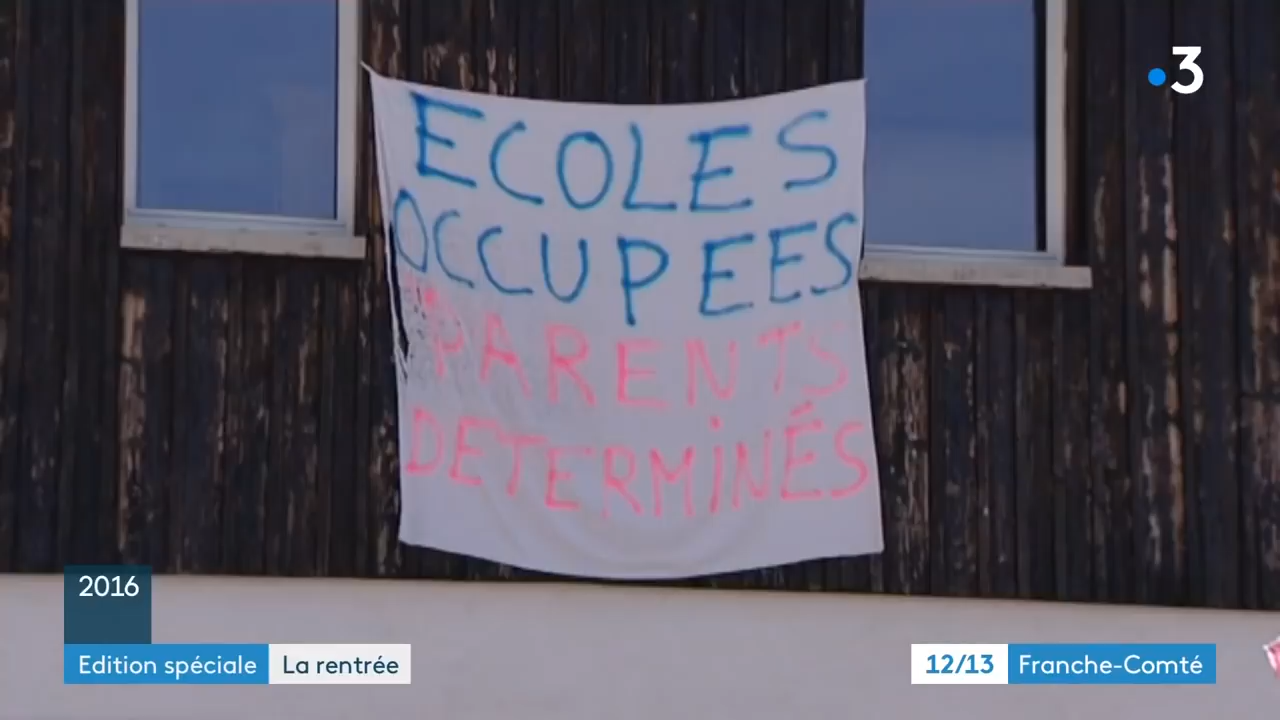 3
ECOLES
OCCUPEES
PARENTS
DETERMINÉS
2016
Edition spéciale La rentrée
12/13 Franche-Comté